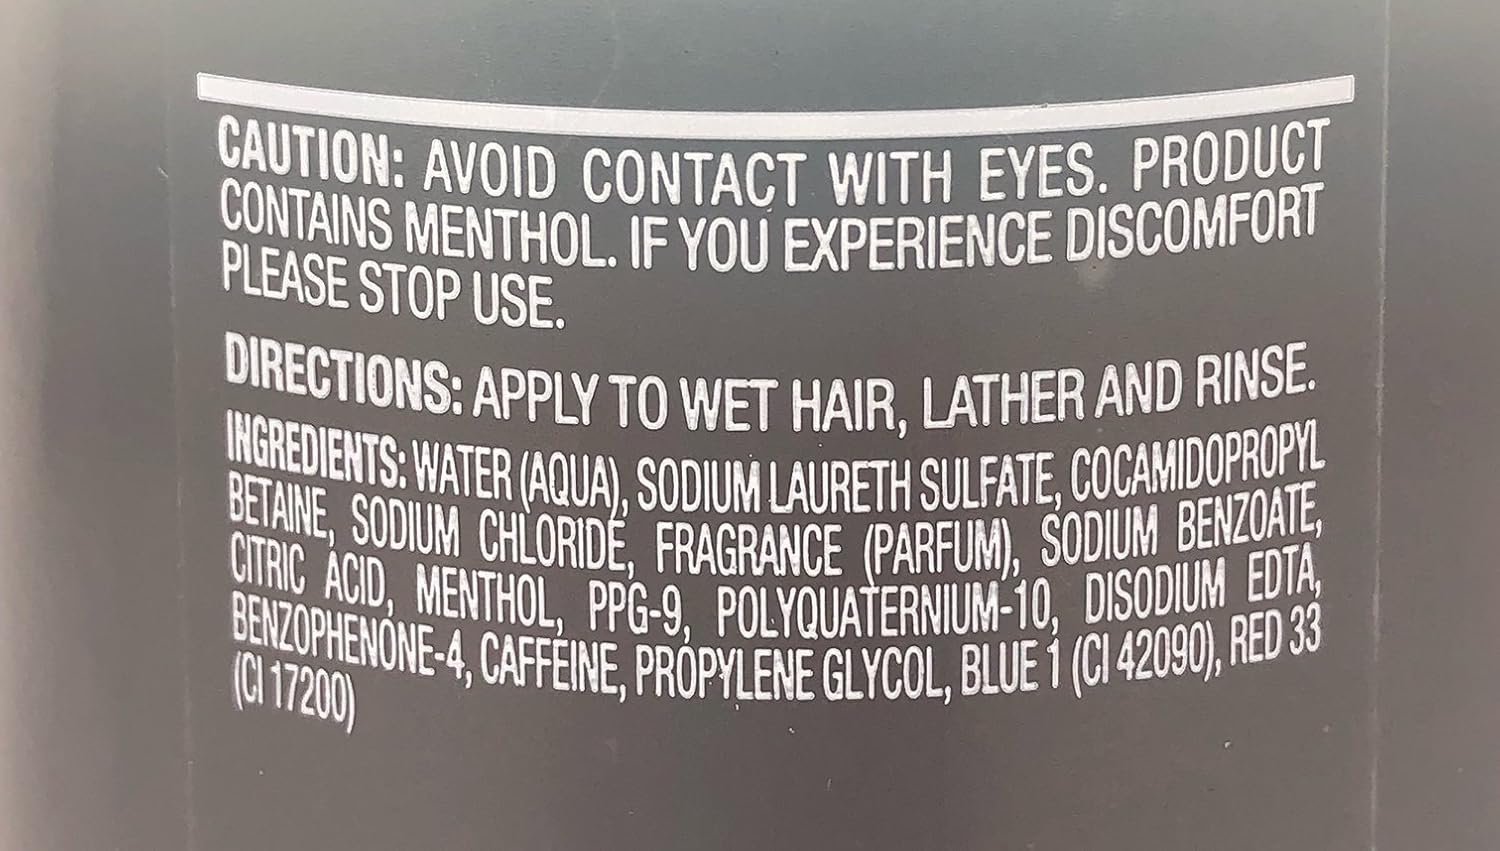 CAUTION: AVOID CONTACT WITH EYES. PRODUCT
CONTAINS MENTHOL. IF YOU EXPERIENCE DISCOMFORT
PLEASE STOP USE.
DIRECTIONS: APPLY TO WET HAIR, LATHER AND RINSE.
INGREDIENTS: WATER (AQUA), SODIUM LAURETH SULFATE, COCAMIDOPROPYL
BETAINE, SODIUM CHLORIDE, FRAGRANCE (PARFUM), SODIUM BENZOATE,
CITRIC ACID, MENTHOL, PPG-9, POLYQUATERNIUM-10, DISODIUM EDTA,
BENZOPHENONE-4, CAFFEINE, PROPYLENE GLYCOL, BLUE 1 (CI 42090), RED 33
(CI 17200)